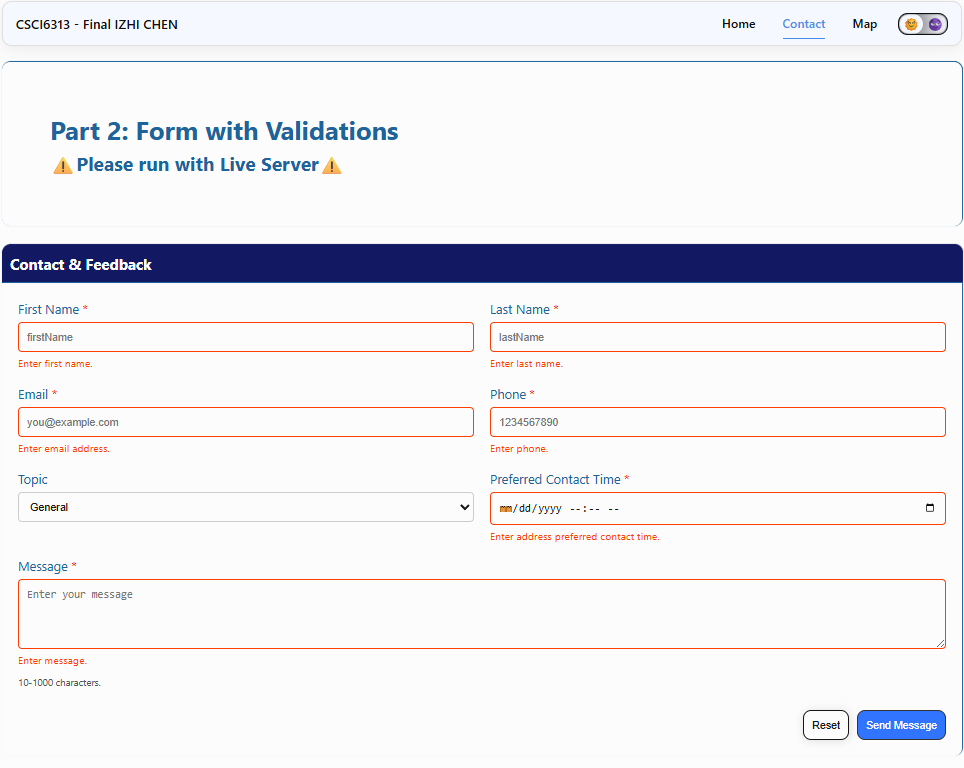 CSCI6313 - Final IZHI CHEN
Home Contact Map
Part 2: Form with Validations
⚠️Please run with Live Server⚠️
Contact & Feedback
First Name * Last Name *
firstName lastName
Enter first name. Enter last name.
Email * Phone *
you@example.com 1234567890
Enter email address. Enter phone.
Topic Preferred Contact Time *
General mm/dd/yyyy --:-- --
Enter address preferred contact time.
Message *
Enter your message
Enter message.
10-1000 characters.
Reset Send Message